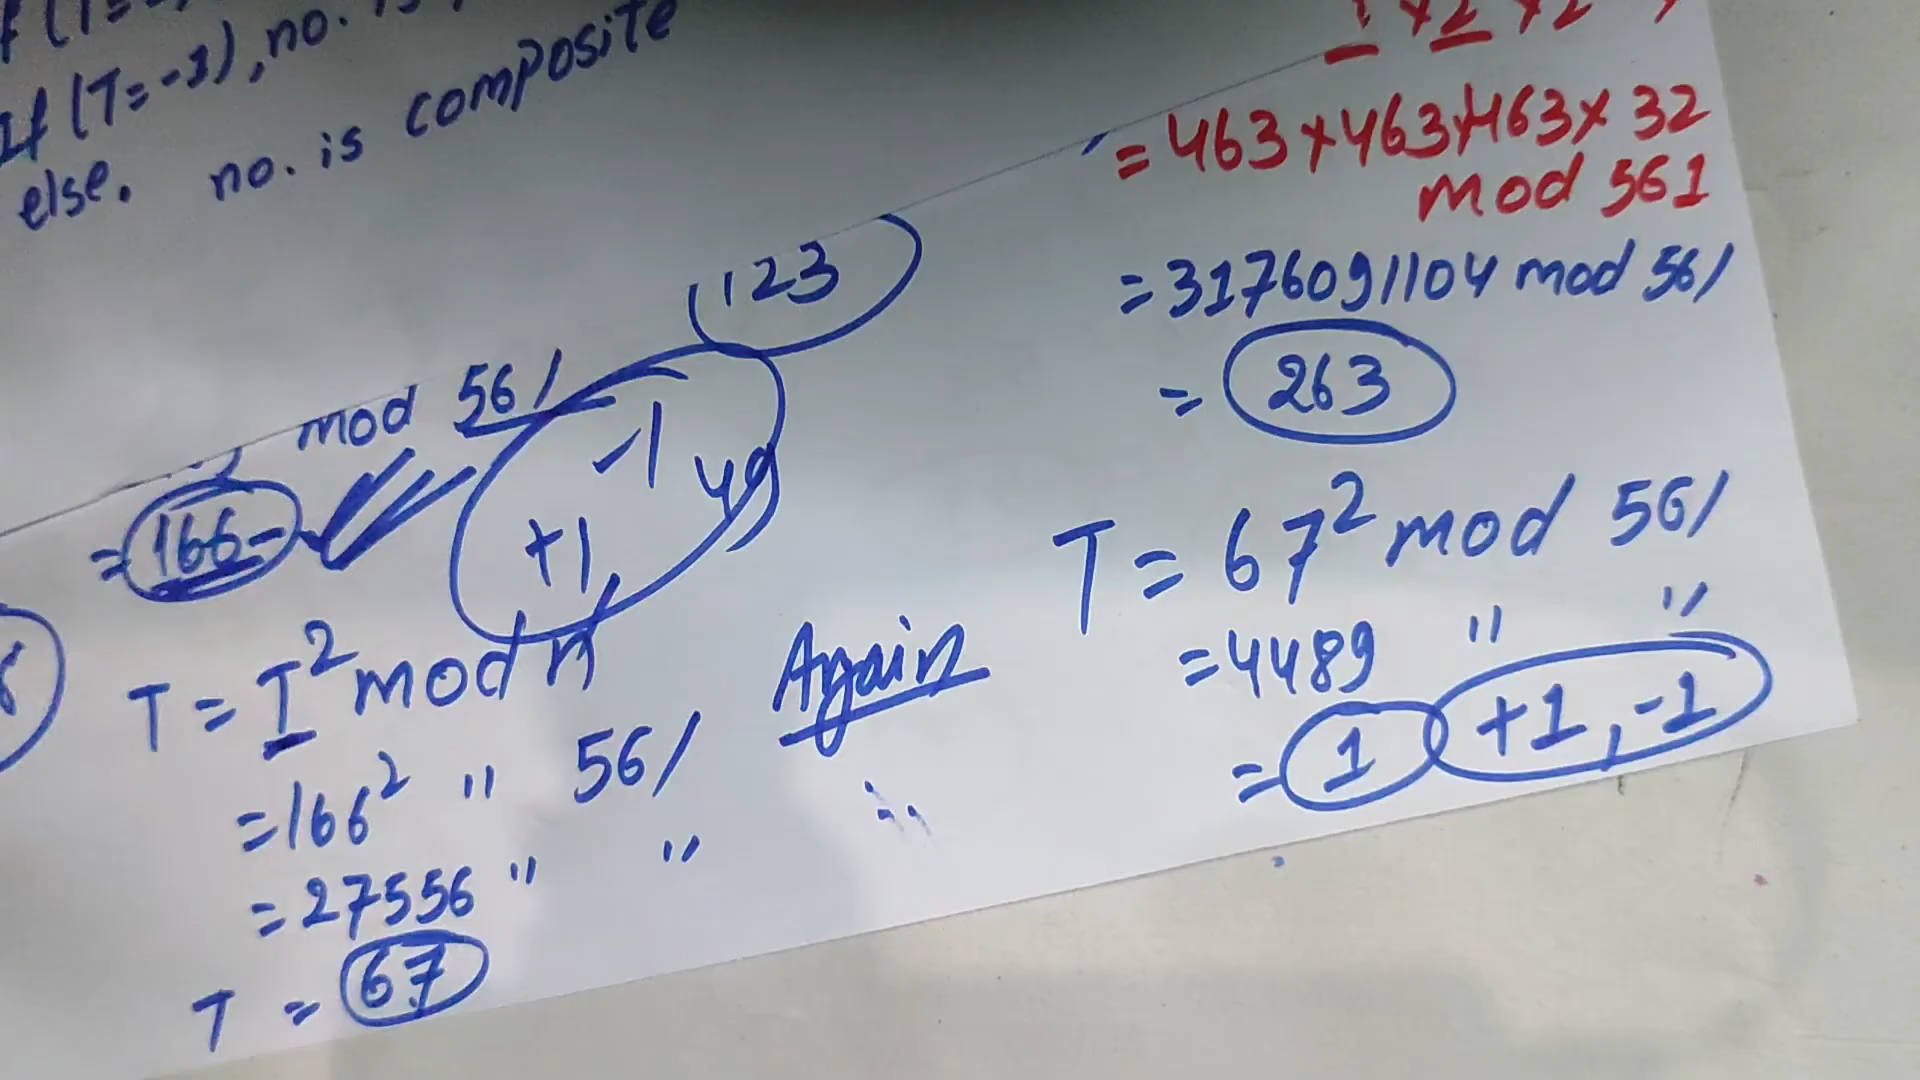 If (T=-1), no.
else. no. is composite
mod 561
= 166
123
-1
+1, 49
T = I² mod n
= 166² " 561
= 27556 " "
T = 67
Again
×2 ×2
= 463×463×463×32
mod 561
= 3176091104 mod 561
= 263
T = 67² mod 561
= 4489 " "
= 1 +1, -1